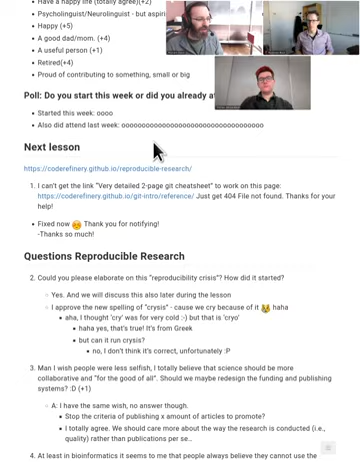 Have a happy life (totally agree)(+2)
Psycholinguist/Neurolinguist - but aspiri
Happy (+5)
A good dad/mom. (+4)
A useful person (+1)
Retired(+4)
Proud of contributing to something, small or big
Poll: Do you start this week or did you already at
Started this week: oooo
Also did attend last week: ooooooooooooooooooooooooooooooooooo
Next lesson
https://coderefinery.github.io/reproducible-research/
1. I can't get the link "Very detailed 2-page git cheatsheet" to work on this page:
https://coderefinery.github.io/git-intro/reference/ Just get 404 File not found. Thanks for your
help!
Fixed now 😊 Thank you for notifying!
-Thanks so much!
Questions Reproducible Research
2. Could you please elaborate on this "reproducibility crisis"? How did it started?
Yes. And we will discuss this also later during the lesson
I approve the new spelling of "crysis" - cause we cry because of it 😹 haha
aha, I thought 'cry' was for very cold :-) but that is 'cryo'
haha yes, that's true! It's from Greek
but can it run crysis?
no, I don't think it's correct, unfortunately :P
3. Man I wish people were less selfish, I totally believe that science should be more
collaborative and "for the good of all". Should we maybe redesign the funding and publishing
systems? :D (+1)
A: I have the same wish, no answer though.
Stop the criteria of publishing x amount of articles to promote?
I totally agree. We should care more about the way the research is conducted (i.e.,
quality) rather than publications per se..
4. At least in bioinformatica it seems to me that people always believe they cannot use the